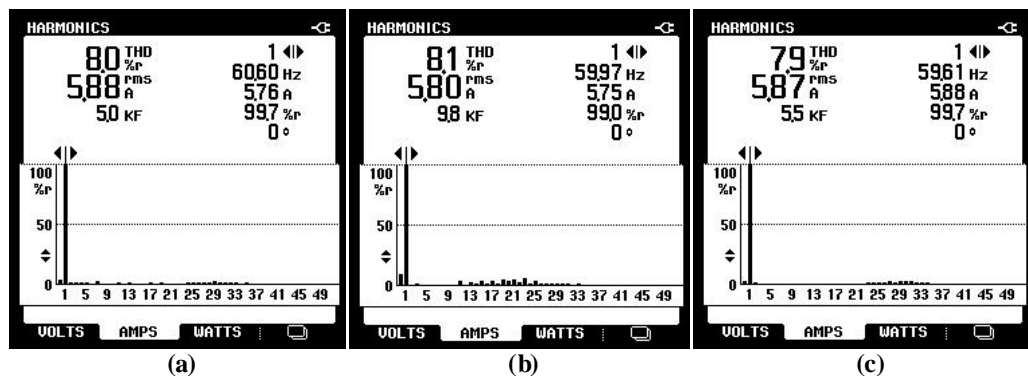 HARMONICS
8.0 THD %r
5.88 rms A
5.0 KF
1
60.60 Hz
5.76 A
99.7 %r
0 °
100
%r
50
0
1 5 9 13 17 21 25 29 33 37 41 45 49
VOLTS AMPS WATTS
(a)
HARMONICS
8.1 THD %r
5.80 rms A
9.8 KF
1
59.97 Hz
5.75 A
99.0 %r
0 °
100
%r
50
0
1 5 9 13 17 21 25 29 33 37 41 45 49
VOLTS AMPS WATTS
(b)
HARMONICS
7.9 THD %r
5.87 rms A
5.5 KF
1
59.61 Hz
5.88 A
99.7 %r
0 °
100
%r
50
0
1 5 9 13 17 21 25 29 33 37 41 45 49
VOLTS AMPS WATTS
(c)